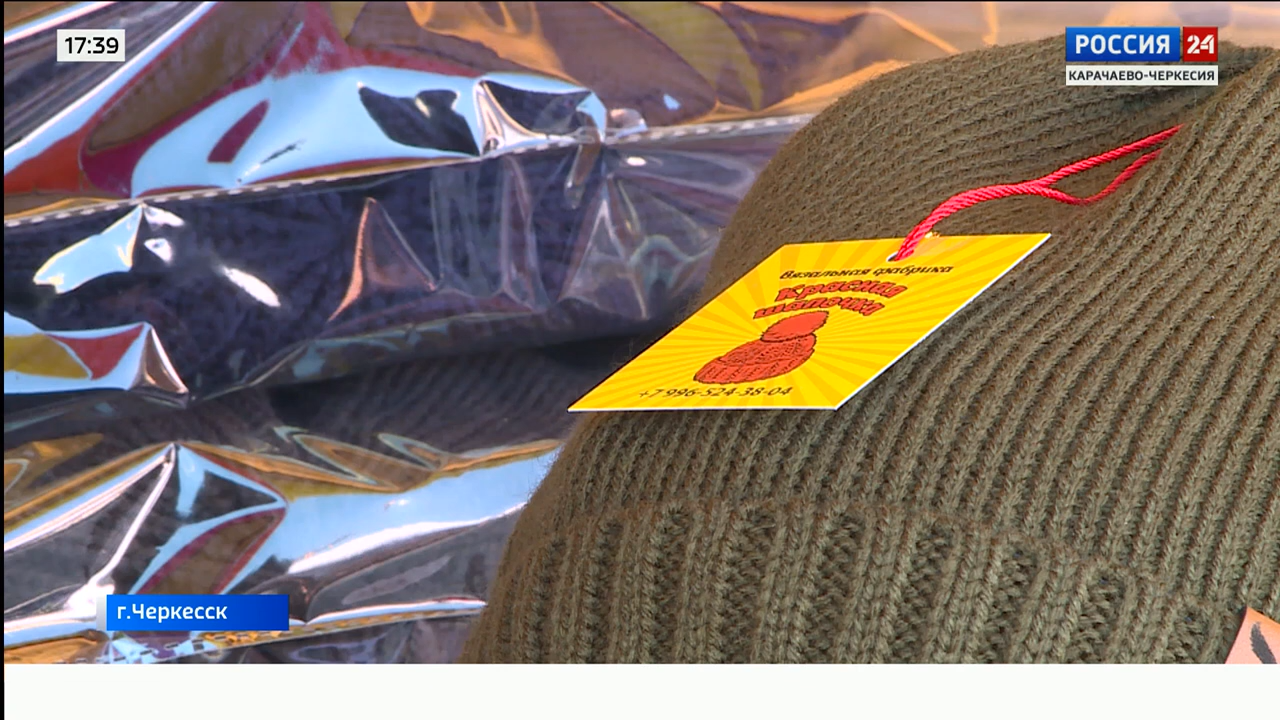 17:39
РОССИЯ 24
КАРАЧАЕВО-ЧЕРКЕСИЯ
Вязальная фабрика
Красная
шапочка
+7 996-524-38-04
г.Черкесск